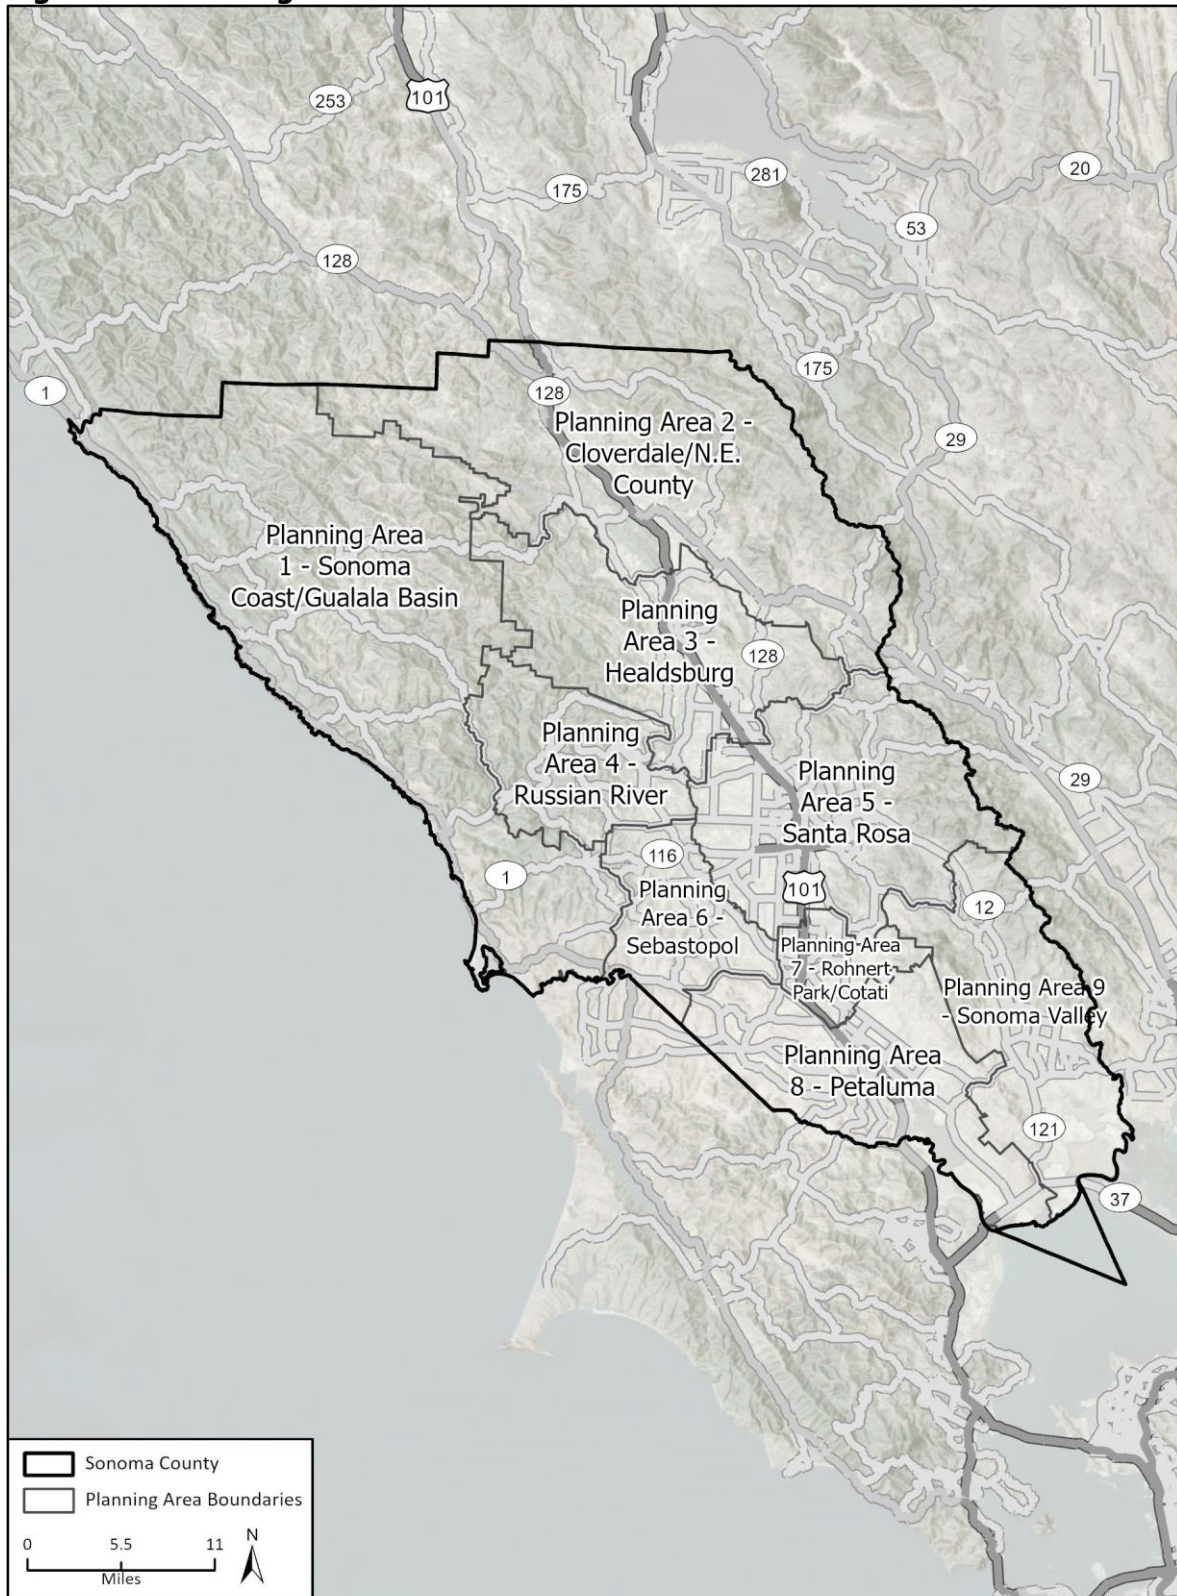 101
253
20
175
281
53
128
1
175
128
29
Planning Area 2 -
Cloverdale/N.E.
County
Planning Area
1 - Sonoma
Coast/Gualala Basin
Planning
Area 3 -
Healdsburg
128
Planning
Area 4 -
Russian River
Planning
Area 5 -
Santa Rosa
29
116
1
101
Planning
Area 6 -
Sebastopol
12
Planning Area
7 - Rohnert
Park/Cotati
Planning Area 9
- Sonoma Valley
Planning Area
8 - Petaluma
121
37
Sonoma County
Planning Area Boundaries
0 5.5 11
Miles
N